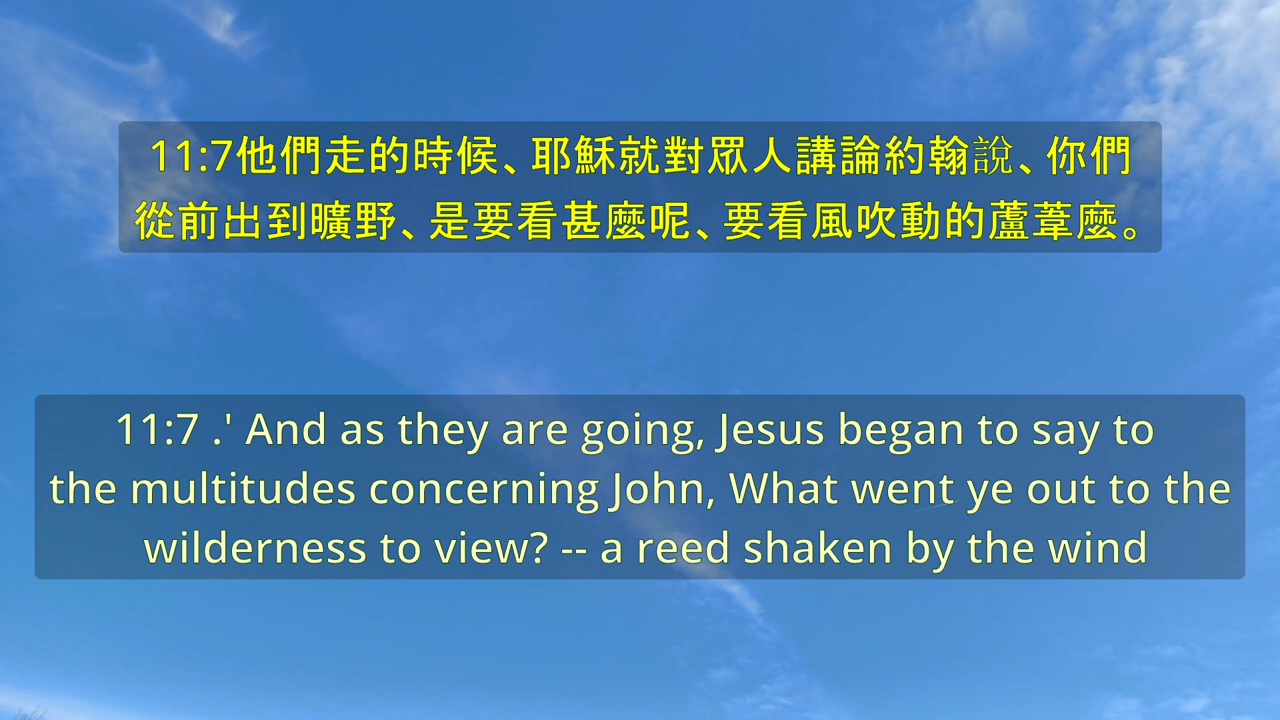 11:7他們走的時候、耶穌就對眾人講論約翰說、你們
從前出到曠野、是要看甚麼呢、要看風吹動的蘆葦麼。
11:7 .' And as they are going, Jesus began to say to
the multitudes concerning John, What went ye out to the
wilderness to view? -- a reed shaken by the wind